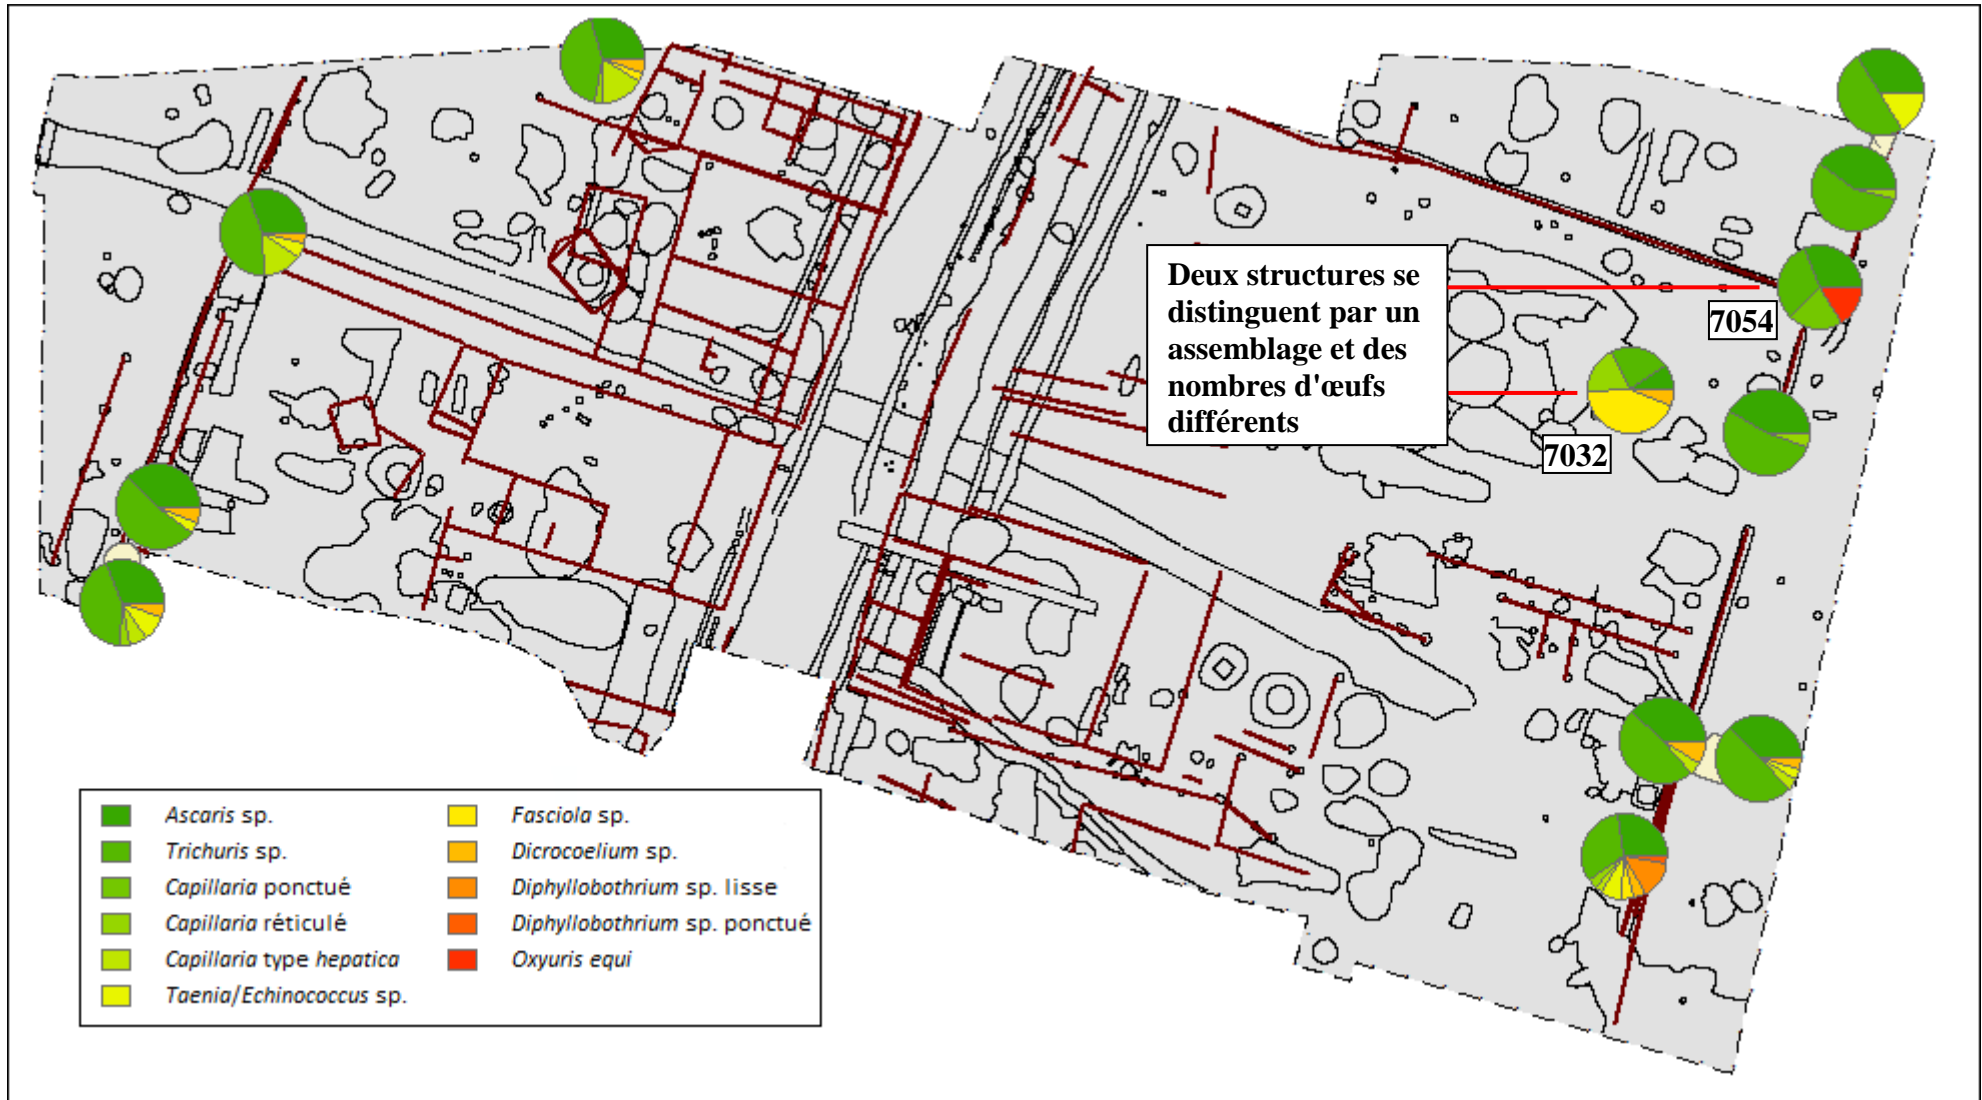 Deux structures se
distinguent par un
assemblage et des
nombres d'œufs
différents
7054
7032
Ascaris sp.
Trichuris sp.
Capillaria ponctué
Capillaria réticulé
Capillaria type hepatica
Taenia/Echinococcus sp.
Fasciola sp.
Dicrocoelium sp.
Diphyllobothrium sp. lisse
Diphyllobothrium sp. ponctué
Oxyuris equi